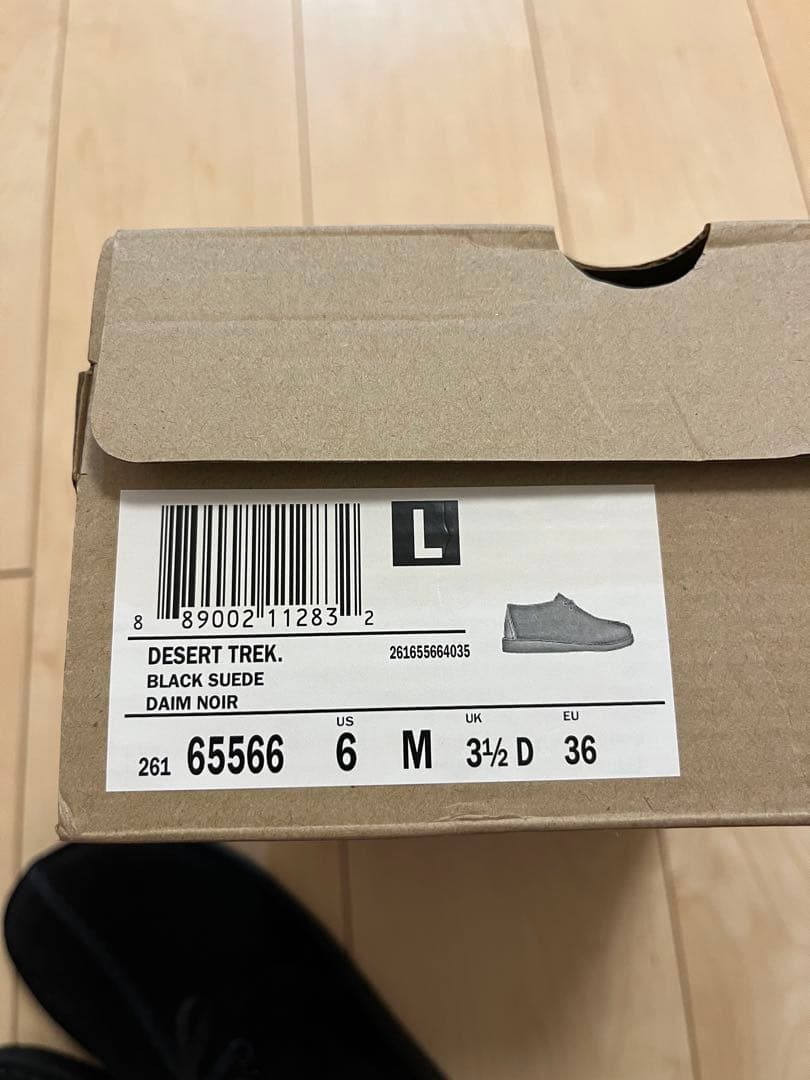 L
8 89002 11283 2
DESERT TREK. 261655664035
BLACK SUEDE
DAIM NOIR
US UK EU
261 65566 6 M 3½ D 36